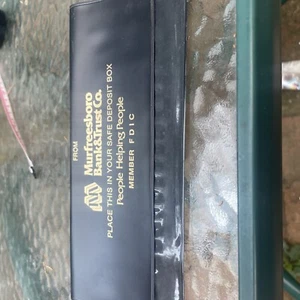 FROM
Murfreesboro
Bank&Trust Co.
PLACE THIS IN YOUR SAFE DEPOSIT BOX
People Helping People
MEMBER FDIC